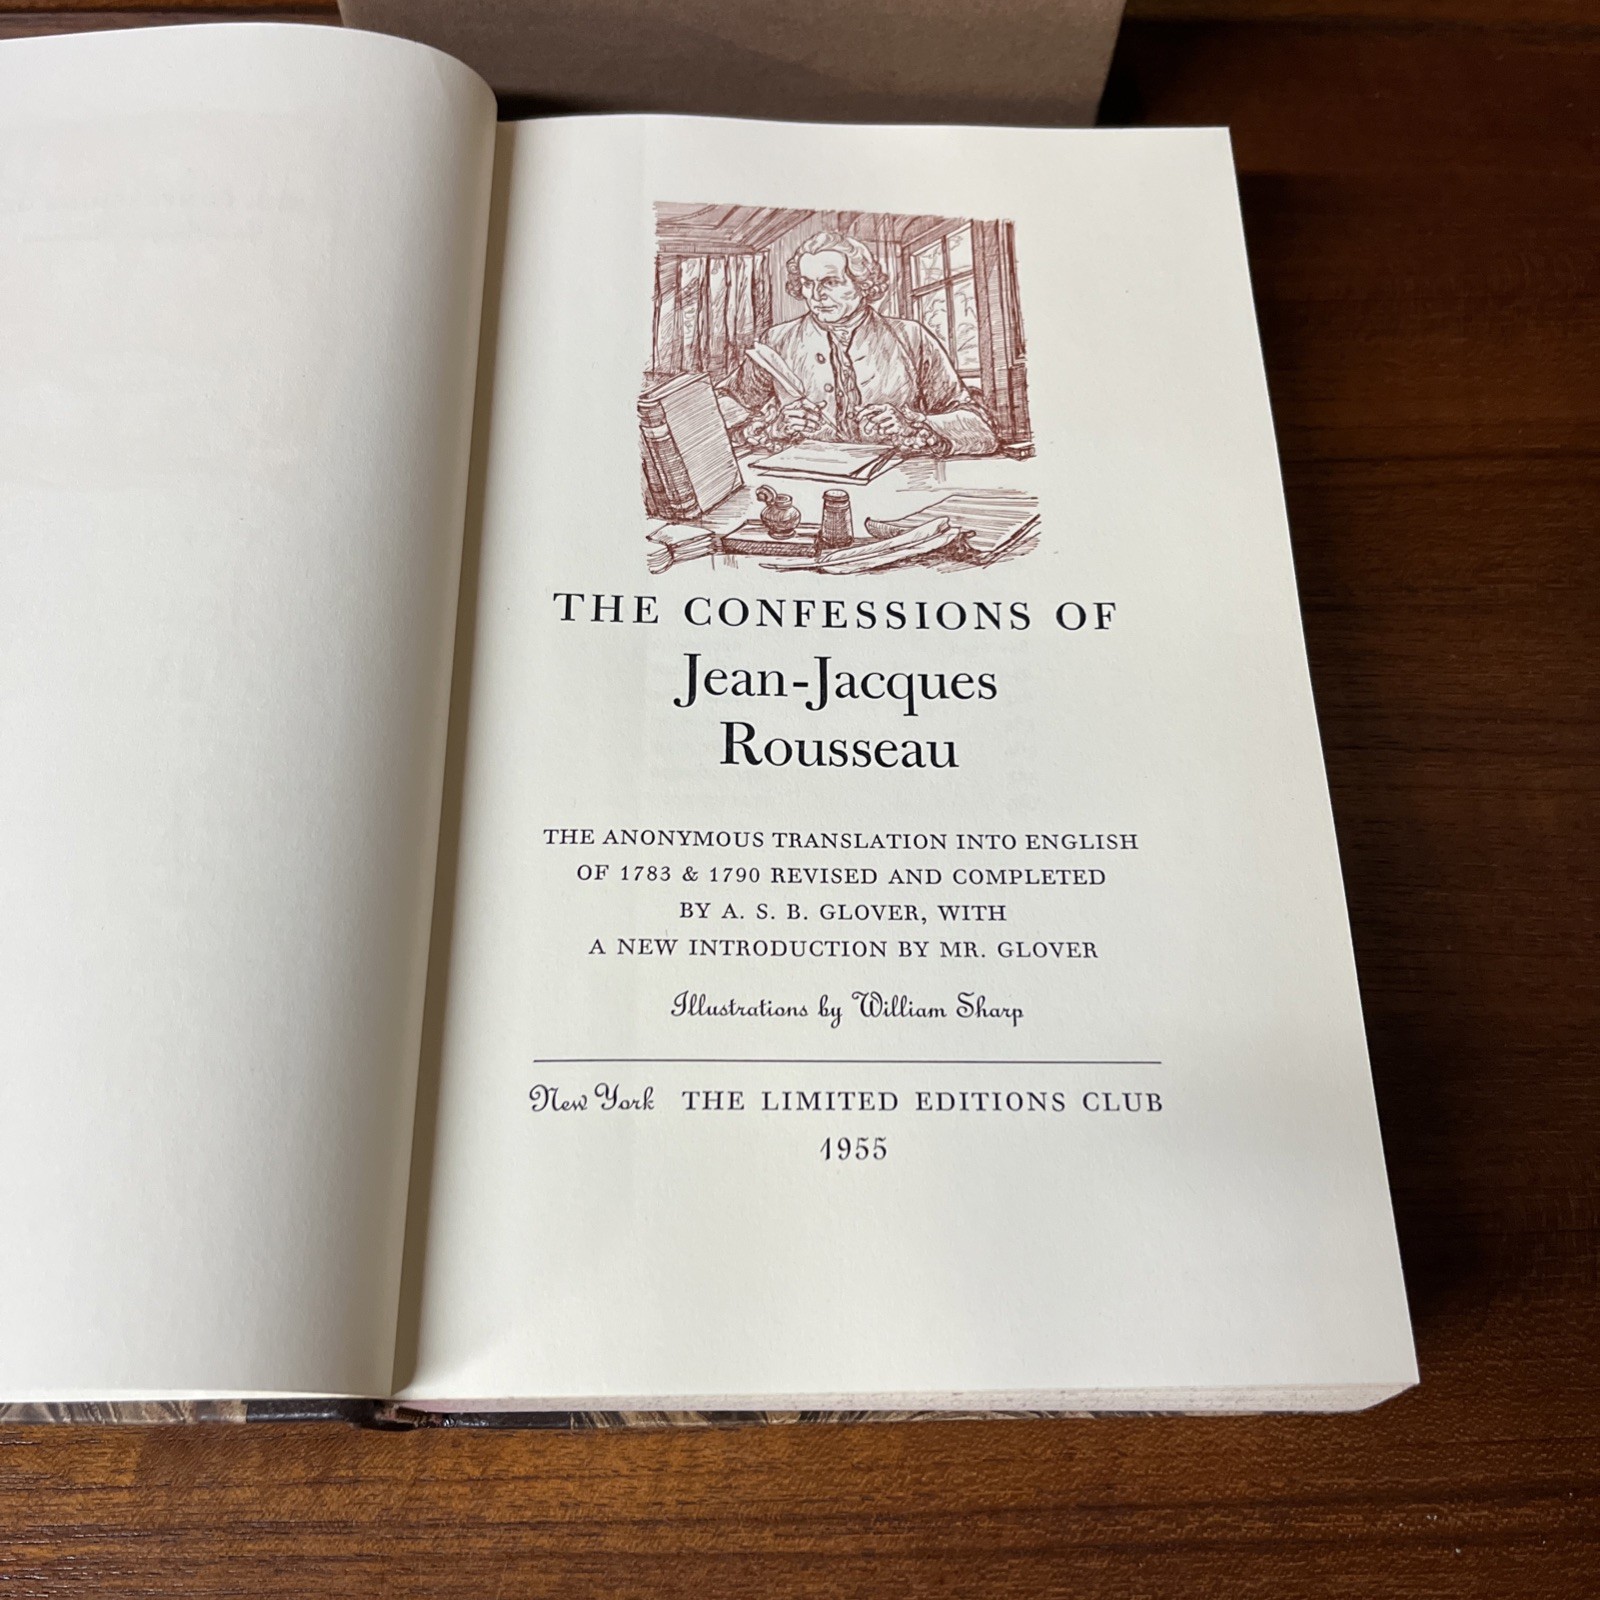 THE CONFESSIONS OF
Jean-Jacques
Rousseau
THE ANONYMOUS TRANSLATION INTO ENGLISH
OF 1783 & 1790 REVISED AND COMPLETED
BY A. S. B. GLOVER, WITH
A NEW INTRODUCTION BY MR. GLOVER
Illustrations by William Sharp
New York THE LIMITED EDITIONS CLUB
1955